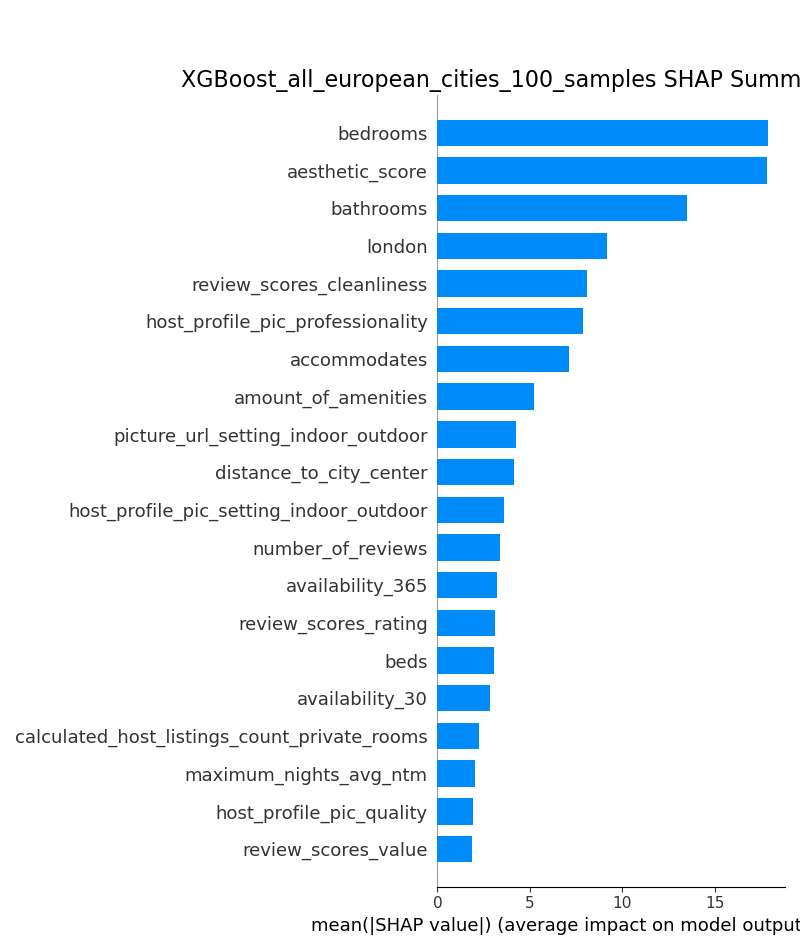 XGBoost_all_european_cities_100_samples SHAP Summ
bedrooms
aesthetic_score
bathrooms
london
review_scores_cleanliness
host_profile_pic_professionality
accommodates
amount_of_amenities
picture_url_setting_indoor_outdoor
distance_to_city_center
host_profile_pic_setting_indoor_outdoor
number_of_reviews
availability_365
review_scores_rating
beds
availability_30
calculated_host_listings_count_private_rooms
maximum_nights_avg_ntm
host_profile_pic_quality
review_scores_value
0 5 10 15
mean(|SHAP value|) (average impact on model output